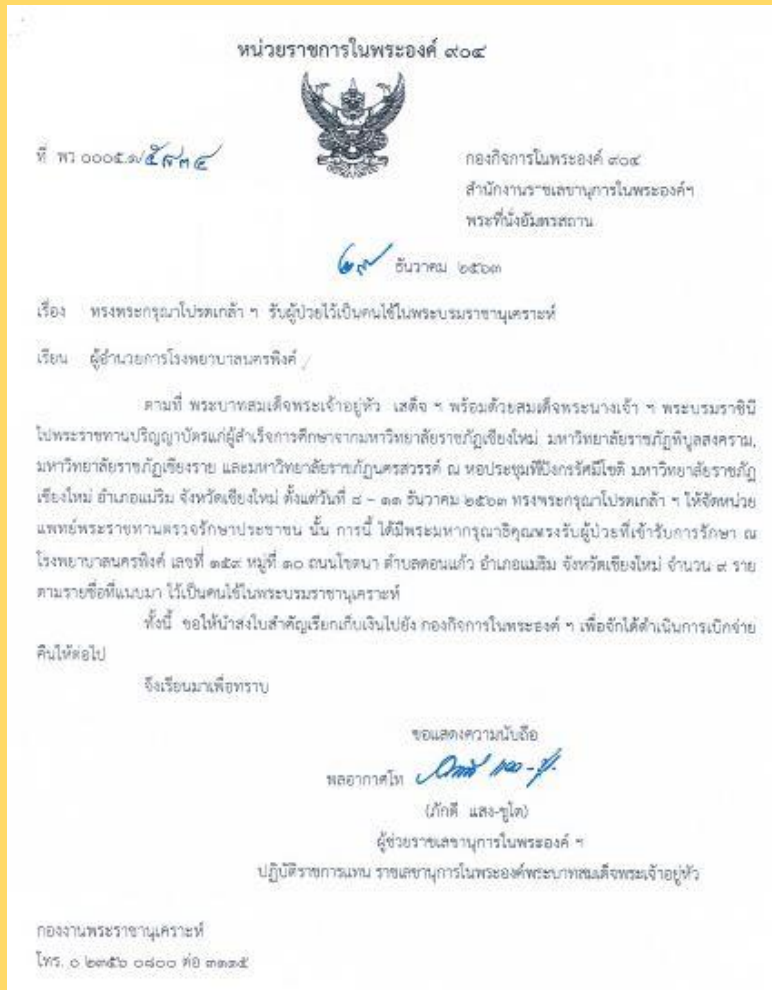 หน่วยราชการในพระองค์ ๙๐๔
ที่ พว ๐๐๐๕.๗/๕๘๓๔
กองกิจการในพระองค์ ๙๐๔
สำนักงานราชเลขานุการในพระองค์ฯ
พระที่นั่งอัมพรสถาน
๒๙ ธันวาคม ๒๕๖๓
เรื่อง ทรงพระกรุณาโปรดเกล้า ฯ รับผู้ป่วยไว้เป็นคนไข้ในพระบรมราชานุเคราะห์
เรียน ผู้อำนวยการโรงพยาบาลนครพิงค์
ตามที่ พระบาทสมเด็จพระเจ้าอยู่หัว เสด็จ ฯ พร้อมด้วยสมเด็จพระนางเจ้า ฯ พระบรมราชินี
ไปพระราชทานปริญญาบัตรแก่ผู้สำเร็จการศึกษาจากมหาวิทยาลัยราชภัฏเชียงใหม่ มหาวิทยาลัยราชภัฏพิบูลสงคราม,
มหาวิทยาลัยราชภัฏเชียงราย และมหาวิทยาลัยราชภัฏนครสวรรค์ ณ หอประชุมทีปังกรรัศมีโชติ มหาวิทยาลัยราชภัฏ
เชียงใหม่ อำเภอแม่ริม จังหวัดเชียงใหม่ ตั้งแต่วันที่ ๘ - ๑๑ ธันวาคม ๒๕๖๓ ทรงพระกรุณาโปรดเกล้า ฯ ให้จัดหน่วย
แพทย์พระราชทานตรวจรักษาประชาชน นั้น การนี้ ได้มีพระมหากรุณาธิคุณทรงรับผู้ป่วยที่เข้ารับการรักษา ณ
โรงพยาบาลนครพิงค์ เลขที่ ๑๕๙ หมู่ที่ ๑๐ ถนนโชตนา ตำบลดอนแก้ว อำเภอแม่ริม จังหวัดเชียงใหม่ จำนวน ๙ ราย
ตามรายชื่อที่แนบมา ไว้เป็นคนไข้ในพระบรมราชานุเคราะห์
ทั้งนี้ ขอให้นำส่งใบสำคัญเรียกเก็บเงินไปยัง กองกิจการในพระองค์ ฯ เพื่อจักได้ดำเนินการเบิกจ่าย
คืนให้ต่อไป
จึงเรียนมาเพื่อทราบ
ขอแสดงความนับถือ
พลอากาศโท
(ภักดี แสง-ชูโต)
ผู้ช่วยราชเลขานุการในพระองค์ ฯ
ปฏิบัติราชการแทน ราชเลขานุการในพระองค์พระบาทสมเด็จพระเจ้าอยู่หัว
กองงานพระราชานุเคราะห์
โทร. ๐ ๒๓๕๖ ๐๘๐๐ ต่อ ๓๑๑๕